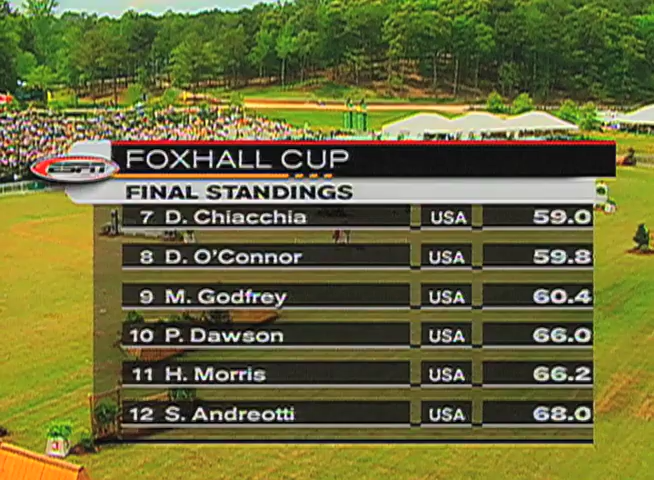 ESPN
FOXHALL CUP
FINAL STANDINGS
7 D. Chiacchia USA 59.0
8 D. O'Connor USA 59.8
9 M. Godfrey USA 60.4
10 P. Dawson USA 66.0
11 H. Morris USA 66.2
12 S. Andreotti USA 68.0